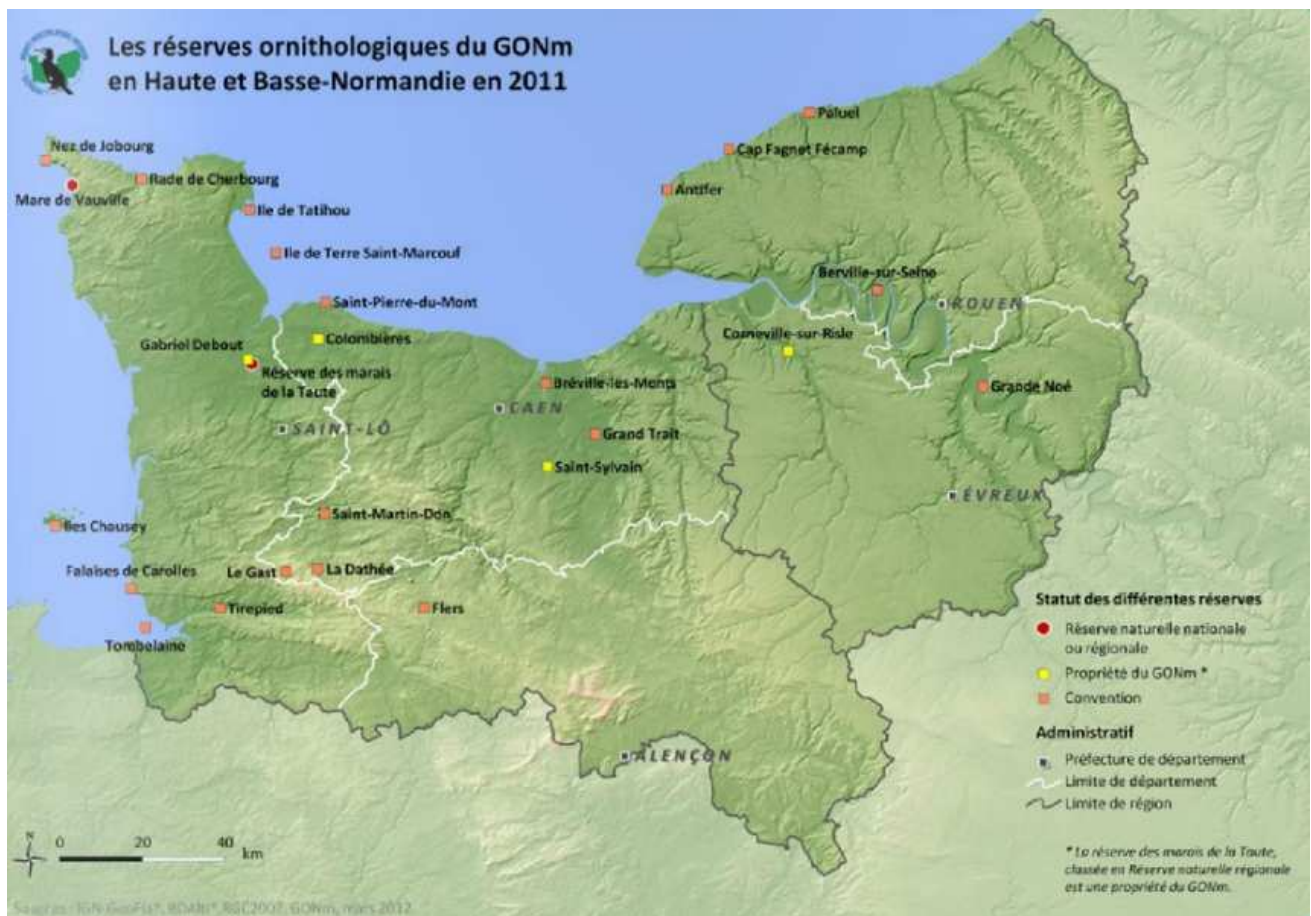 Les réserves ornithologiques du GONm
en Haute et Basse-Normandie en 2011
Nez de Jobourg
Mare de Vauville
Rade de Cherbourg
Ile de Tatihou
Ile de Terre Saint-Marcouf
Saint-Pierre-du-Mont
Colombières
Gabriel Debout
Réserve des marais
de la Taute
SAINT-LÔ
CAEN
Bréville-les-Monts
Grand Trait
Saint-Sylvain
Paluel
Cap Fagnet Fécamp
Antifer
Berville-sur-Seine
ROUEN
Corneville-sur-Risle
Grande Noé
ÉVREUX
Iles Chausey
Saint-Martin-Don
Falaises de Carolles
Le Gast
La Dathée
Tirepied
Flers
Tombelaine
ALENÇON
Statut des différentes réserves
Réserve naturelle nationale
ou régionale
Propriété du GONm *
Convention
Administratif
Préfecture de département
Limite de département
Limite de région
* La réserve des marais de la Taute,
classée en Réserve naturelle régionale
est une propriété du GONm.
N
0 20 40
km
GONm, mars 2012